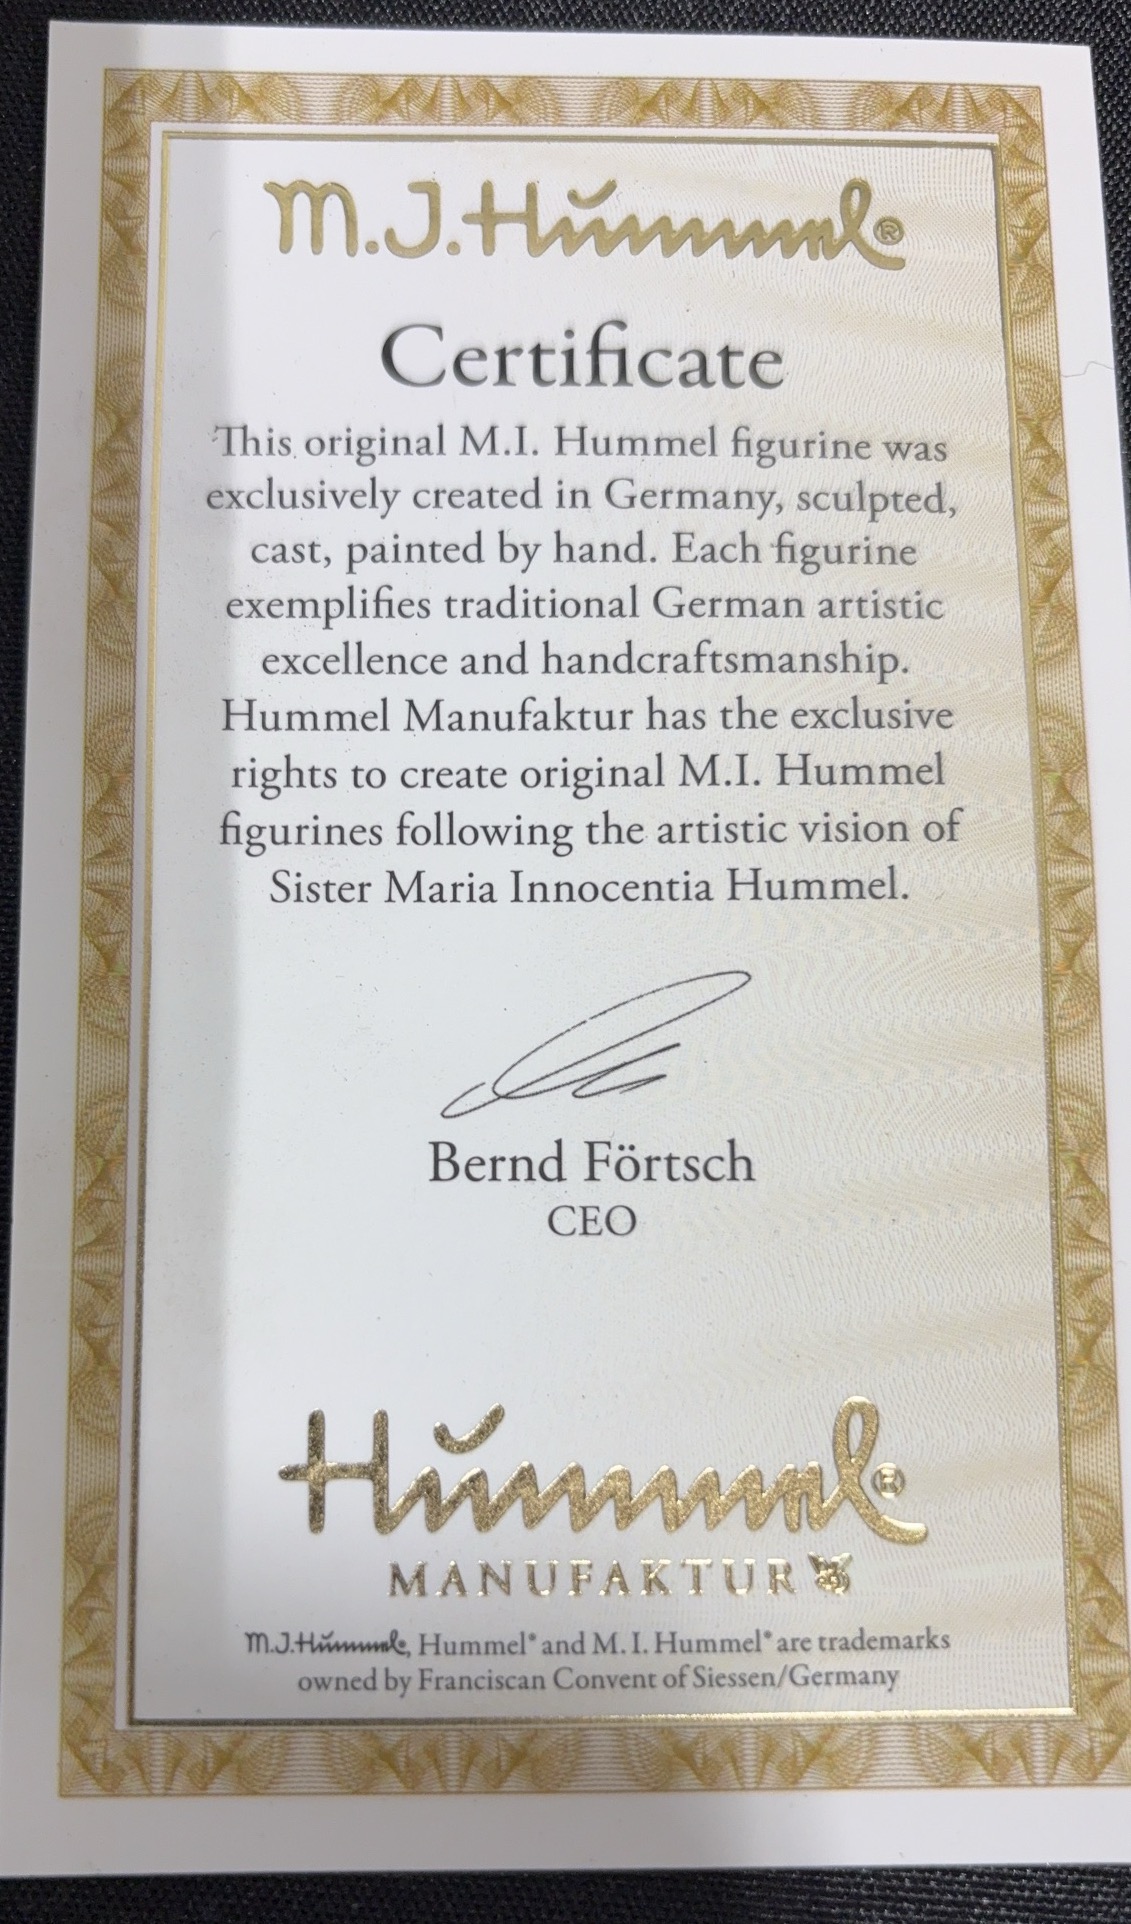 M.J.Hŭmmel®
Certificate
This original M.I. Hummel figurine was
exclusively created in Germany, sculpted,
cast, painted by hand. Each figurine
exemplifies traditional German artistic
excellence and handcraftsmanship.
Hummel Manufaktur has the exclusive
rights to create original M.I. Hummel
figurines following the artistic vision of
Sister Maria Innocentia Hummel.
Bernd Förtsch
CEO
Hŭmmel®
MANUFAKTUR
M.J.Hŭmmel®, Hummel® and M. I. Hummel® are trademarks
owned by Franciscan Convent of Siessen/Germany